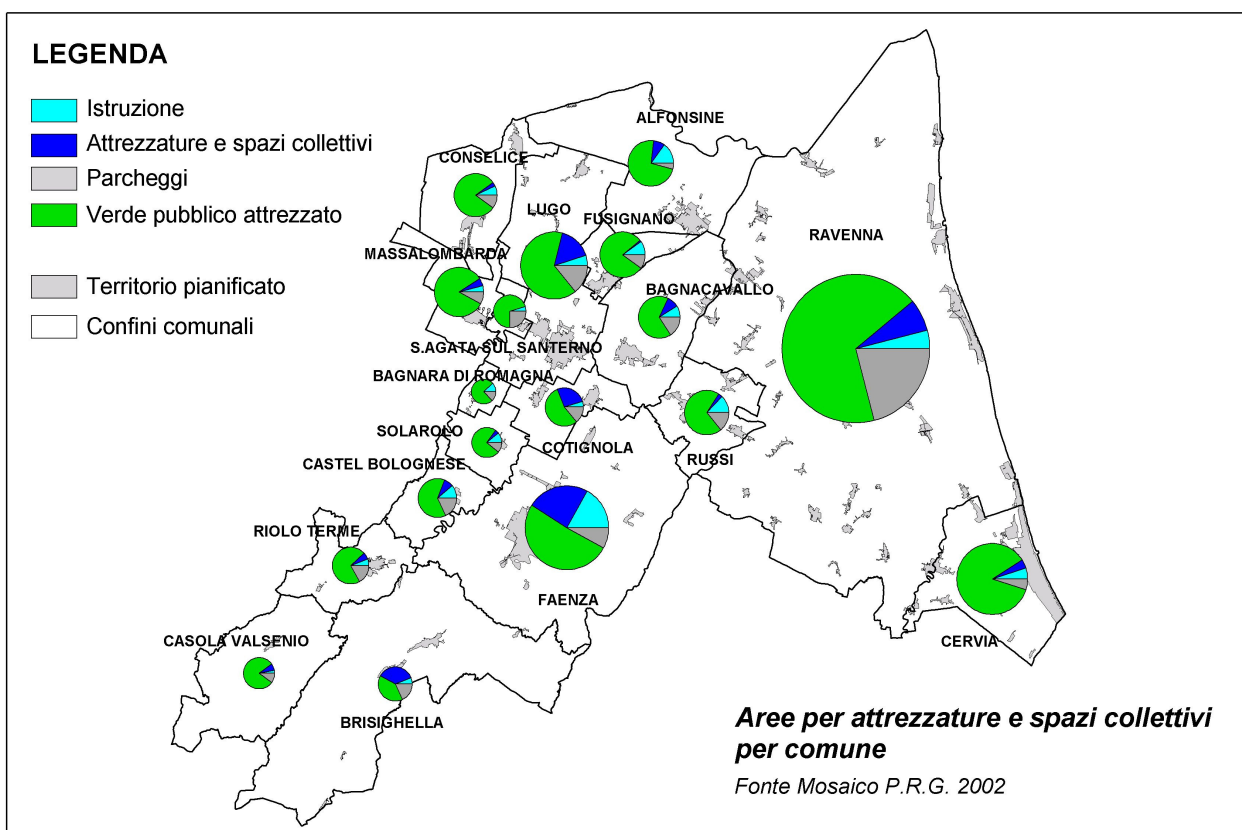 LEGENDA
Istruzione
Attrezzature e spazi collettivi
Parcheggi
Verde pubblico attrezzato
Territorio pianificato
Confini comunali
ALFONSINE
CONSELICE
LUGO
FUSIGNANO
RAVENNA
MASSALOMBARDA
BAGNACAVALLO
S.AGATA SUL SANTERNO
BAGNARA DI ROMAGNA
SOLAROLO
COTIGNOLA
RUSSI
CASTEL BOLOGNESE
RIOLO TERME
FAENZA
CASOLA VALSENIO
CERVIA
BRISIGHELLA
Aree per attrezzature e spazi collettivi
per comune
Fonte Mosaico P.R.G. 2002